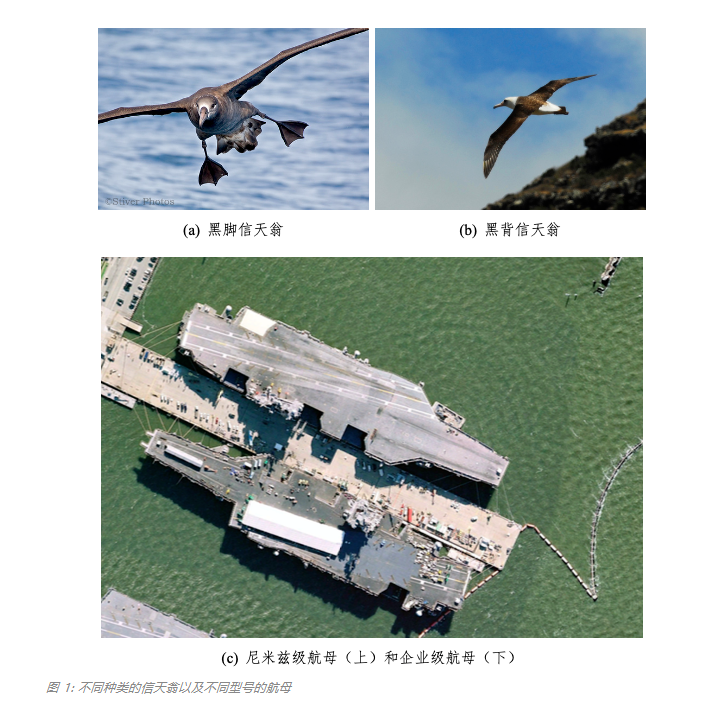 ©Stiver Photos
(a) 黑脚信天翁
(b) 黑背信天翁
(c) 尼米兹级航母（上）和企业级航母（下）
图 1: 不同种类的信天翁以及不同型号的航母